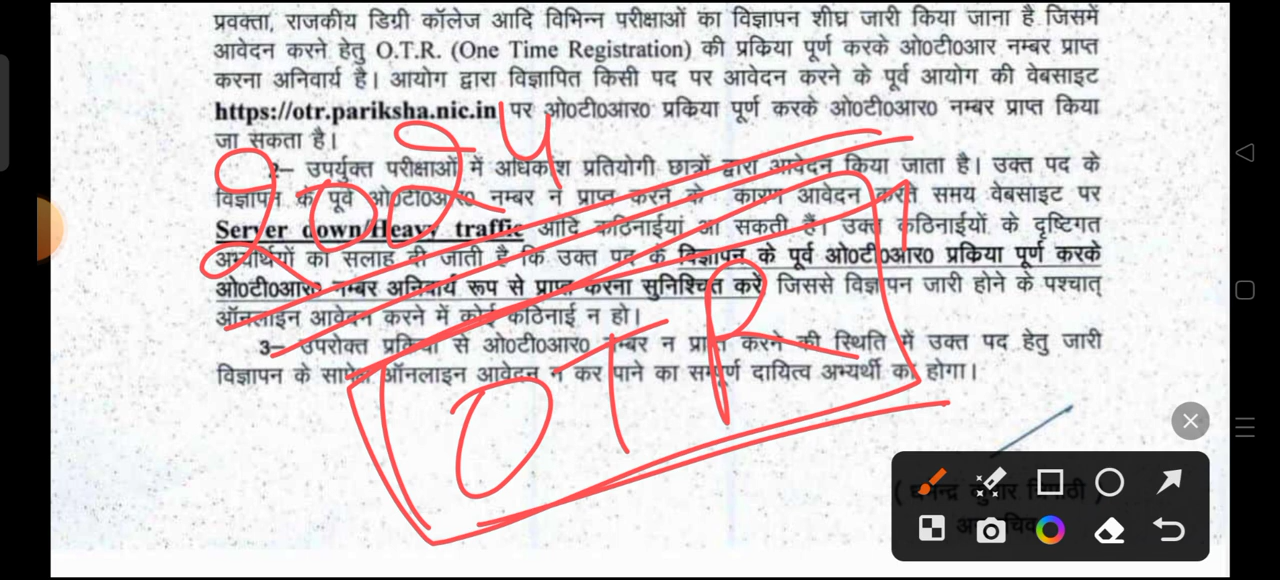 प्रवक्ता, राजकीय डिग्री कॉलेज आदि विभिन्न परीक्षाओं का विज्ञापन शीघ्र जारी किया जाना है जिसमें
आवेदन करने हेतु O.T.R. (One Time Registration) की प्रकिया पूर्ण करके ओ0टी0आर नम्बर प्राप्त
करना अनिवार्य है। आयोग द्वारा विज्ञापित किसी पद पर आवेदन करने के पूर्व आयोग की वेबसाइट
https://otr.pariksha.nic.in पर ओ0टी0आर0 प्रकिया पूर्ण करके ओ0टी0आर0 नम्बर प्राप्त किया
जा सकता है।
2– उपर्युक्त परीक्षाओं में अधिकांश प्रतियोगी छात्रों द्वारा आवेदन किया जाता है। उक्त पद के
विज्ञापन के पूर्व ओ0टी0आर0 नम्बर न प्राप्त करने के कारण आवेदन करते समय वेबसाइट पर
Server down/Heavy traffic आदि कठिनाईयां आ सकती हैं। उक्त कठिनाईयों के दृष्टिगत
अभ्यर्थियों को सलाह दी जाती है कि उक्त पद के विज्ञापन के पूर्व ओ0टी0आर0 प्रकिया पूर्ण करके
ओ0टी0आर0 नम्बर अनिवार्य रूप से प्राप्त करना सुनिश्चित करें जिससे विज्ञापन जारी होने के पश्चात्
ऑनलाइन आवेदन करने में कोई कठिनाई न हो।
3– उपरोक्त प्रकिया से ओ0टी0आर0 नम्बर न प्राप्त करने की स्थिति में उक्त पद हेतु जारी
विज्ञापन के सापेक्ष ऑनलाइन आवेदन न कर पाने का सम्पूर्ण दायित्व अभ्यर्थी का होगा।
OTR